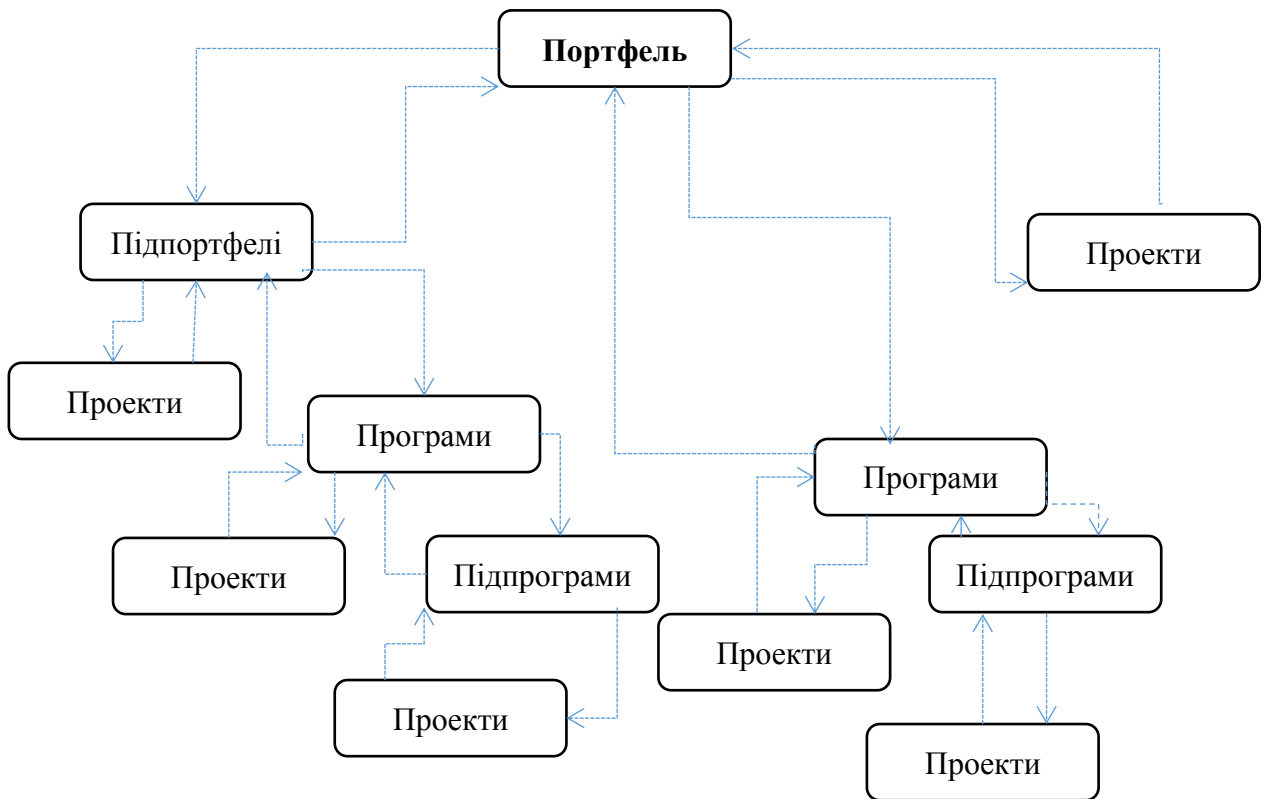 Портфель
Підпортфелі
Проекти
Проекти
Програми
Програми
Проекти
Підпрограми
Підпрограми
Проекти
Проекти
Проекти